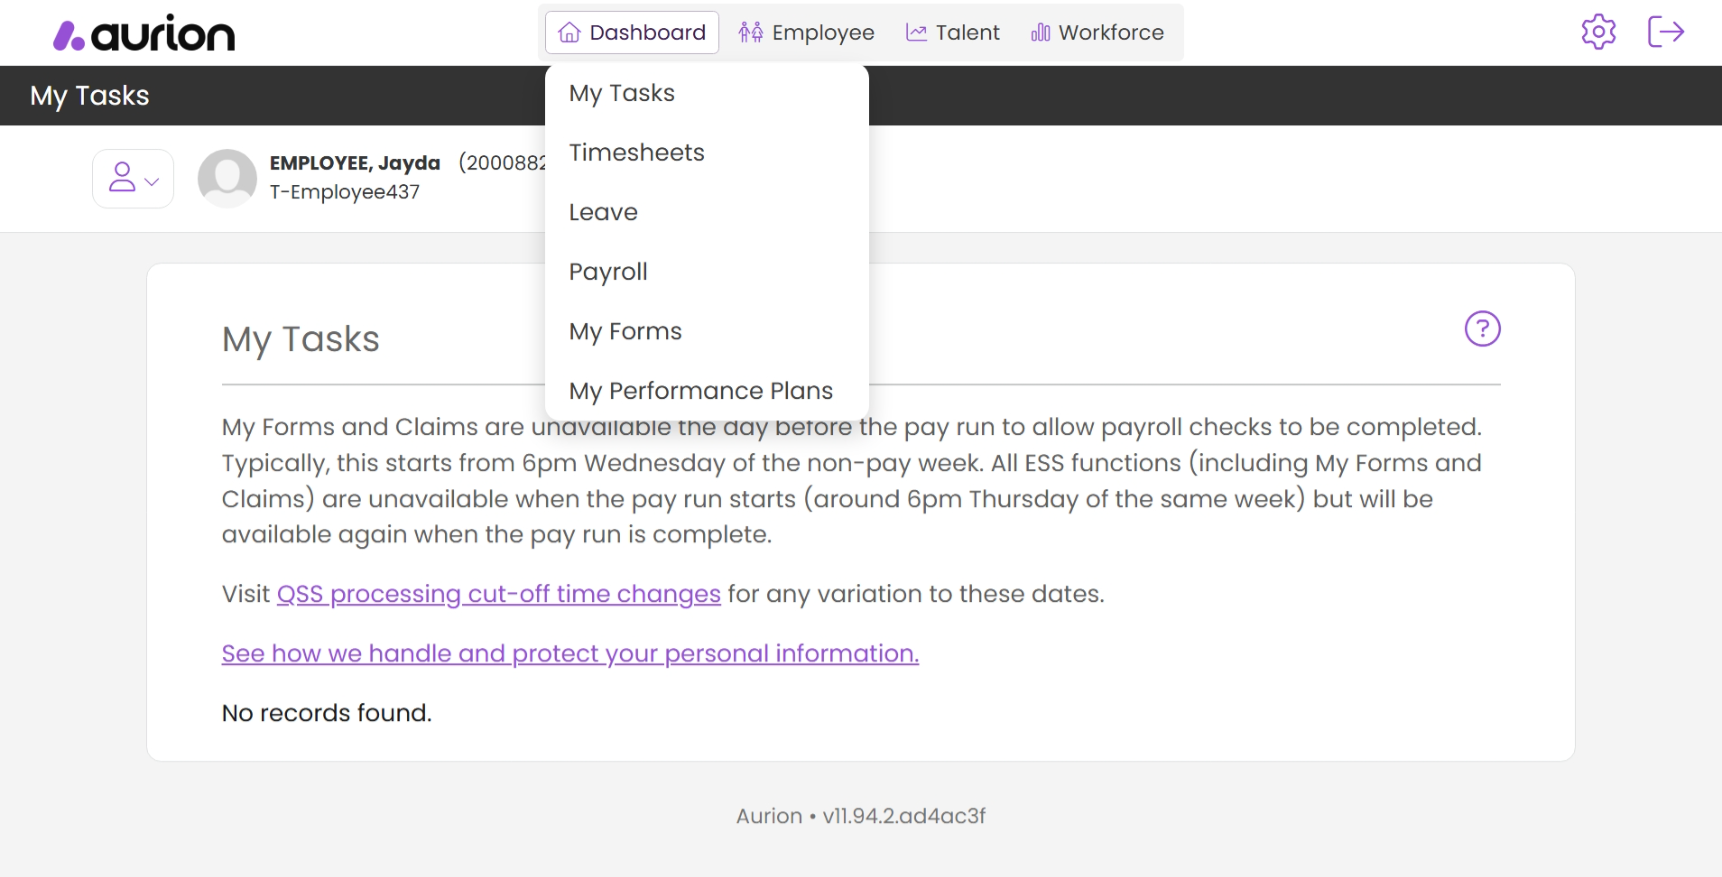 aurion
Dashboard
Employee
Talent
Workforce
My Tasks
My Tasks
Timesheets
Leave
Payroll
My Forms
My Performance Plans
EMPLOYEE, Jayda (2000882
T-Employee437
My Tasks
?
My Forms and Claims are unavailable the day before the pay run to allow payroll checks to be completed.
Typically, this starts from 6pm Wednesday of the non-pay week. All ESS functions (including My Forms and
Claims) are unavailable when the pay run starts (around 6pm Thursday of the same week) but will be
available again when the pay run is complete.
Visit QSS processing cut-off time changes for any variation to these dates.
See how we handle and protect your personal information.
No records found.
Aurion • v11.94.2.ad4ac3f